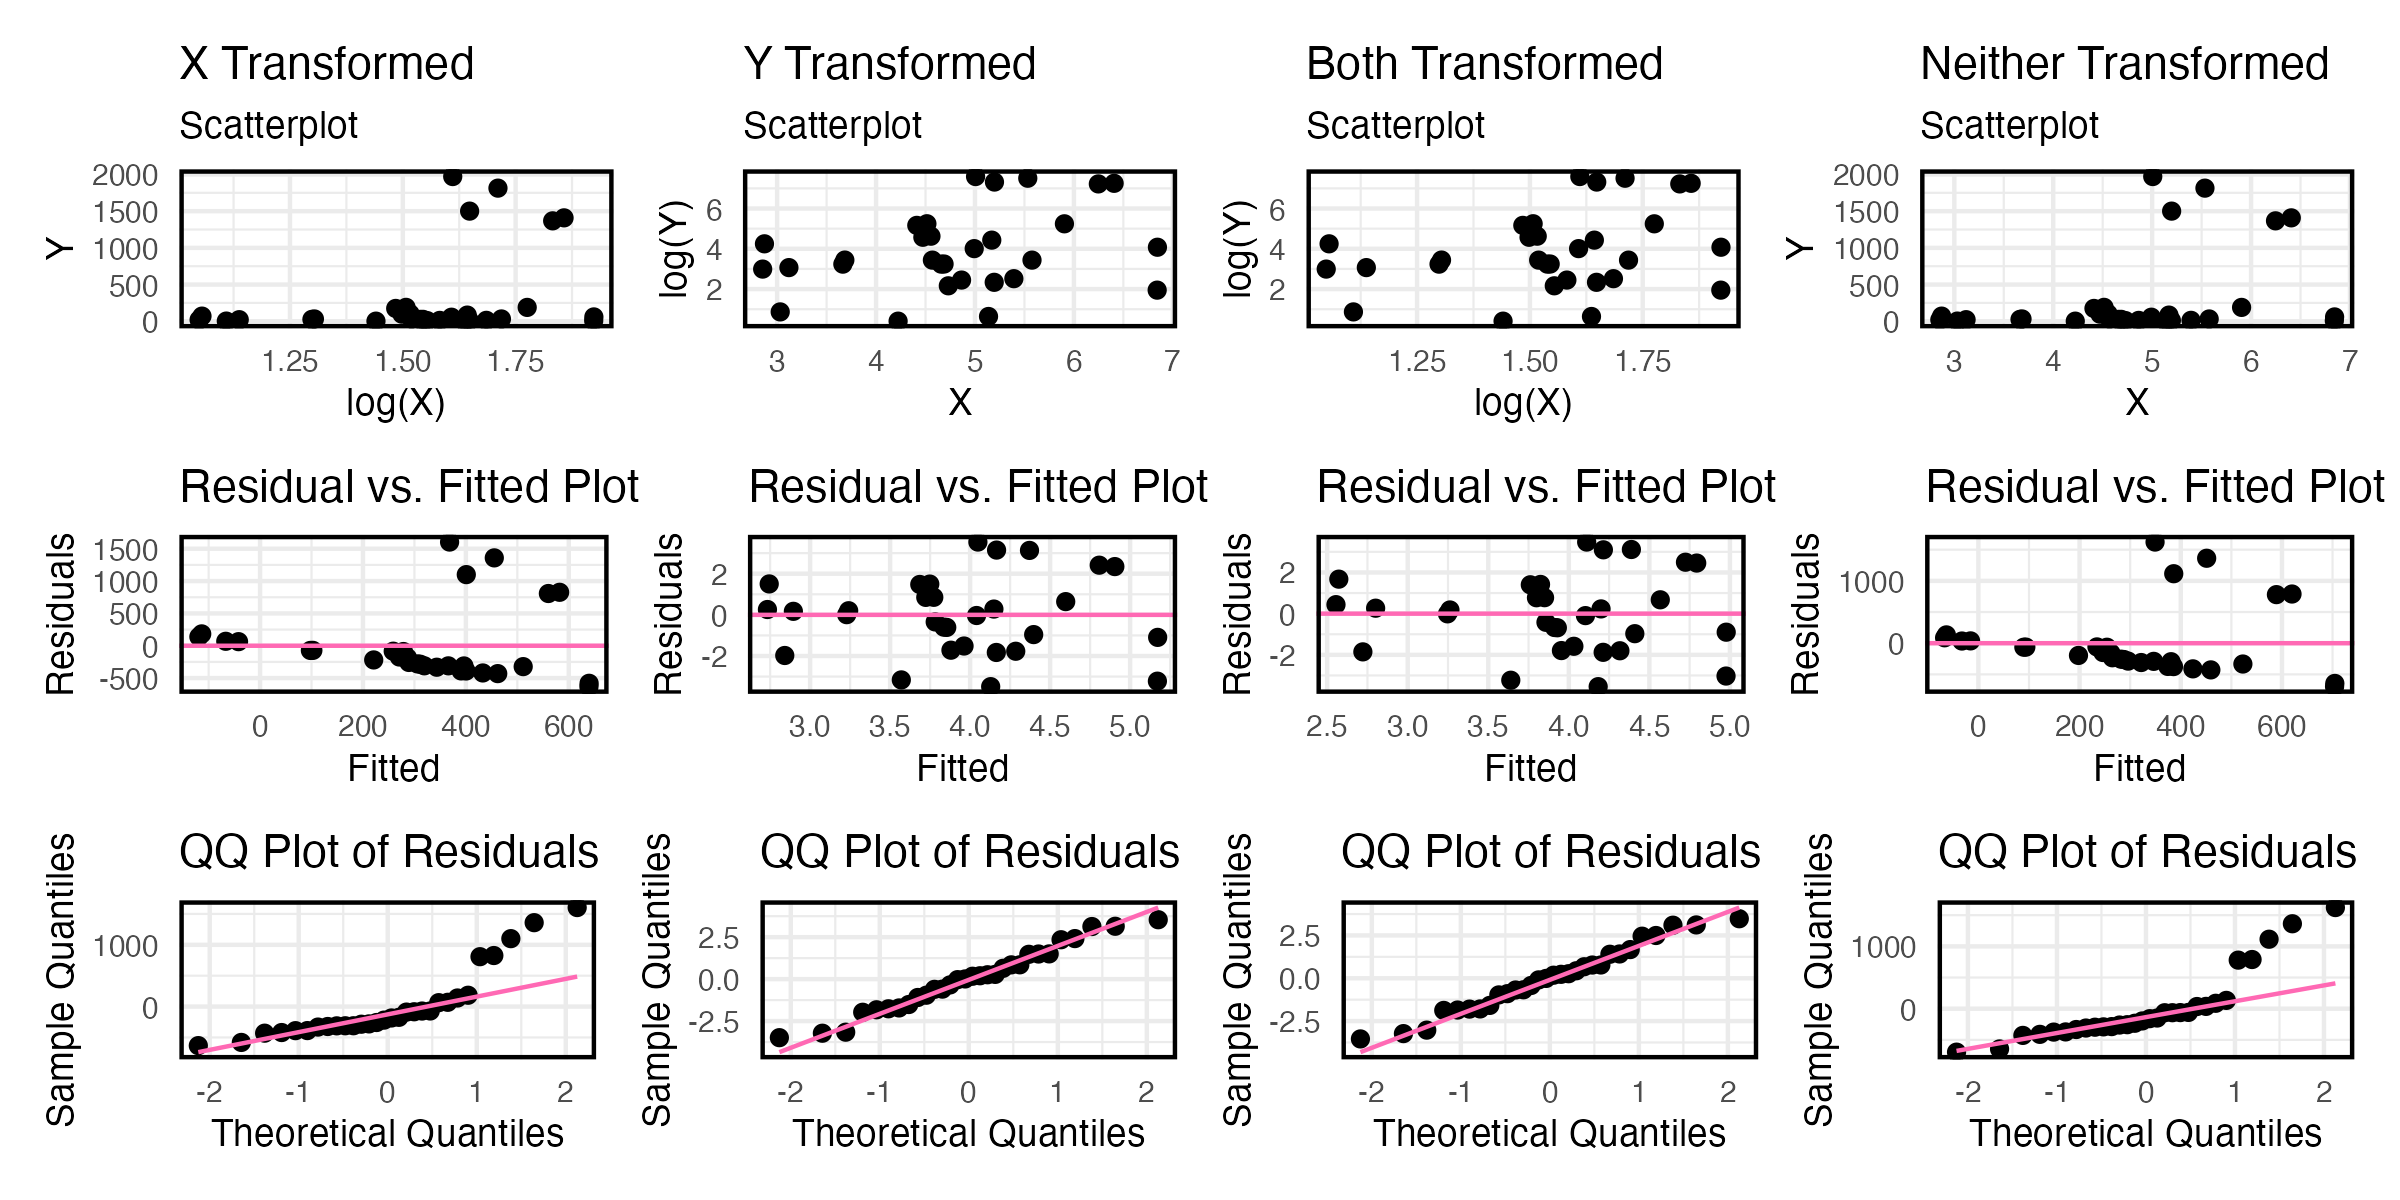 X Transformed
Y Transformed
Both Transformed
Neither Transformed
Scatterplot
Scatterplot
Scatterplot
Scatterplot
Y
2000
1500
1000
500
0
1.25 1.50 1.75
log(X)
log(Y)
6
4
2
3 4 5 6 7
X
log(Y)
6
4
2
1.25 1.50 1.75
log(X)
Y
2000
1500
1000
500
0
3 4 5 6 7
X
Residual vs. Fitted Plot
Residual vs. Fitted Plot
Residual vs. Fitted Plot
Residual vs. Fitted Plot
Residuals
1500
1000
500
0
-500
0 200 400 600
Fitted
Residuals
2
0
-2
3.0 3.5 4.0 4.5 5.0
Fitted
Residuals
2
0
-2
2.5 3.0 3.5 4.0 4.5 5.0
Fitted
Residuals
1000
0
0 200 400 600
Fitted
QQ Plot of Residuals
QQ Plot of Residuals
QQ Plot of Residuals
QQ Plot of Residuals
Sample Quantiles
1000
0
-2 -1 0 1 2
Theoretical Quantiles
Sample Quantiles
2.5
0.0
-2.5
-2 -1 0 1 2
Theoretical Quantiles
Sample Quantiles
2.5
0.0
-2.5
-2 -1 0 1 2
Theoretical Quantiles
Sample Quantiles
1000
0
-2 -1 0 1 2
Theoretical Quantiles